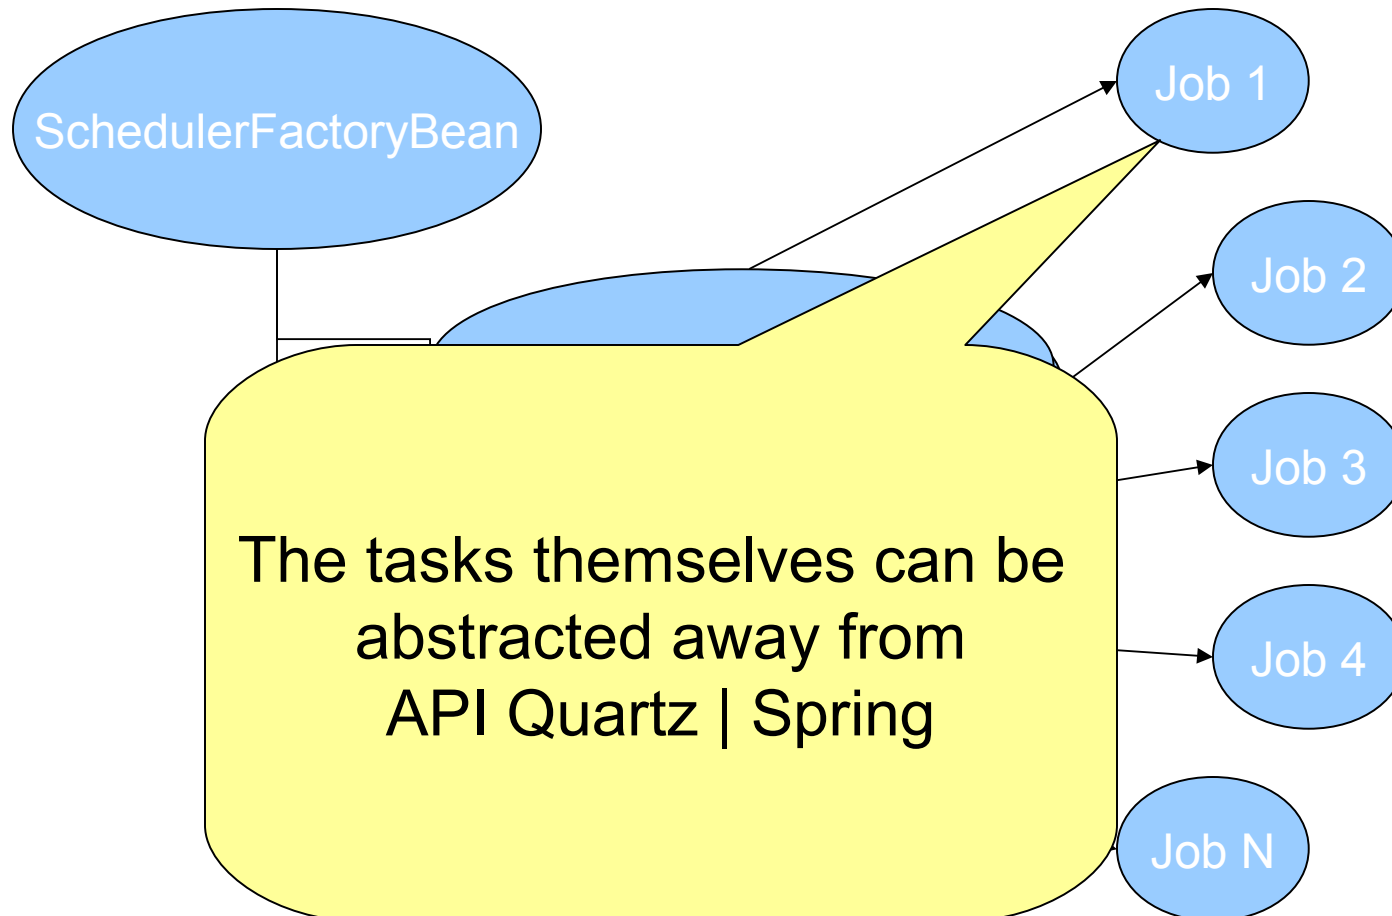 SchedulerFactoryBean
Job 1
Job 2
Job 3
Job 4
Job N
The tasks themselves can be
abstracted away from
API Quartz | Spring